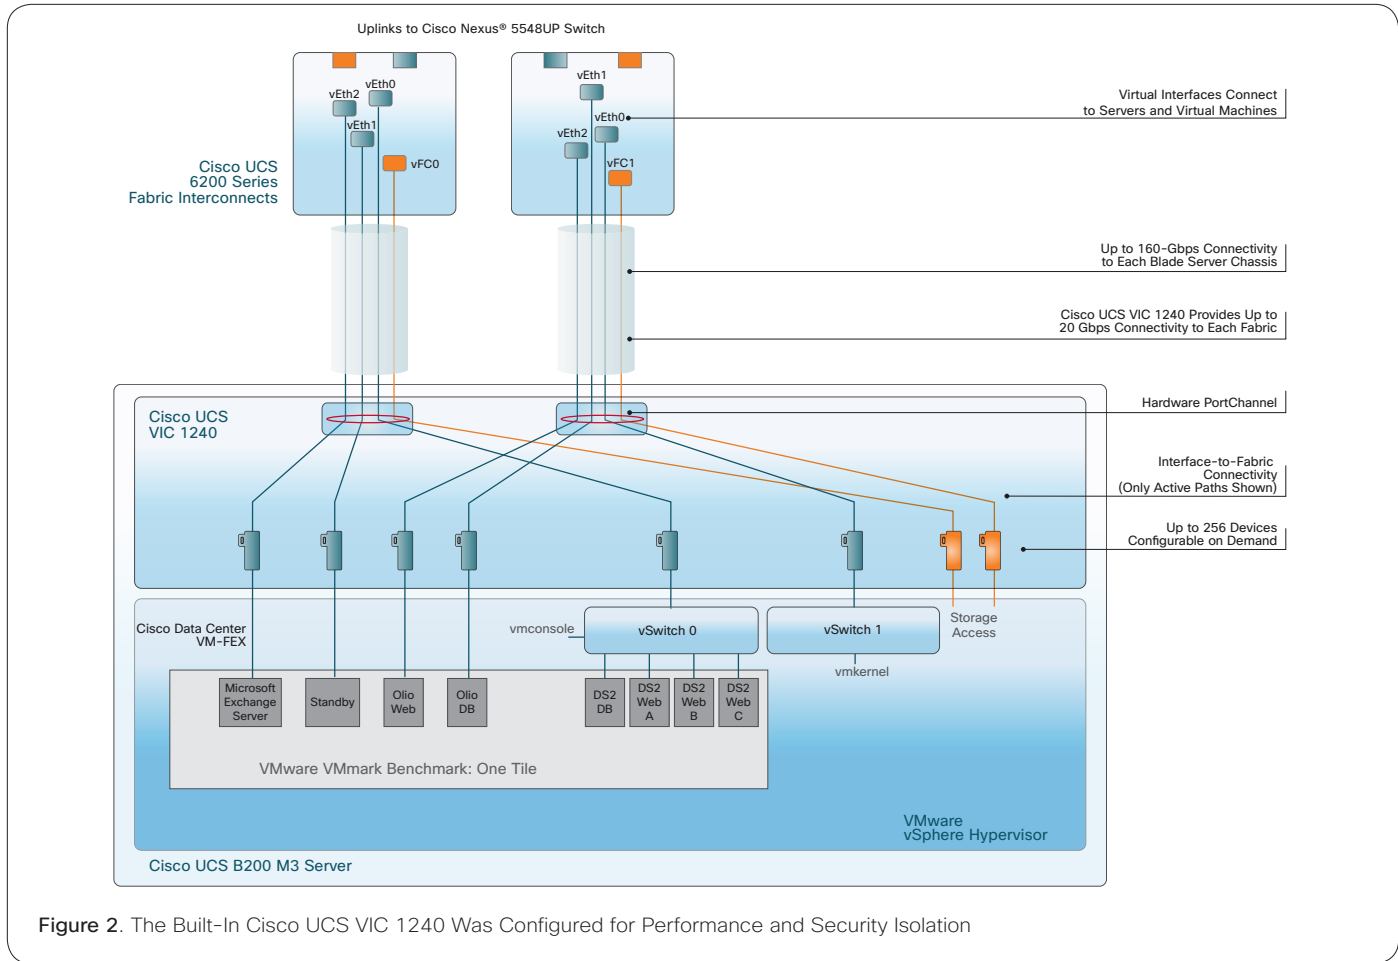 Uplinks to Cisco Nexus® 5548UP Switch
vEth2
vEth0
vEth1
vFC0
vEth1
vEth0
vEth2
vFC1
Virtual Interfaces Connect
to Servers and Virtual Machines
Cisco UCS
6200 Series
Fabric Interconnects
Up to 160-Gbps Connectivity
to Each Blade Server Chassis
Cisco UCS VIC 1240 Provides Up to
20 Gbps Connectivity to Each Fabric
Hardware PortChannel
Cisco UCS
VIC 1240
Interface-to-Fabric
Connectivity
(Only Active Paths Shown)
Up to 256 Devices
Configurable on Demand
Cisco Data Center
VM-FEX
vmconsole
vSwitch 0
vSwitch 1
Storage
Access
vmkernel
Microsoft
Exchange
Server
Standby
Olio
Web
Olio
DB
DS2
DB
DS2
Web
A
DS2
Web
B
DS2
Web
C
VMware VMmark Benchmark: One Tile
VMware
vSphere Hypervisor
Cisco UCS B200 M3 Server
Figure 2. The Built-In Cisco UCS VIC 1240 Was Configured for Performance and Security Isolation